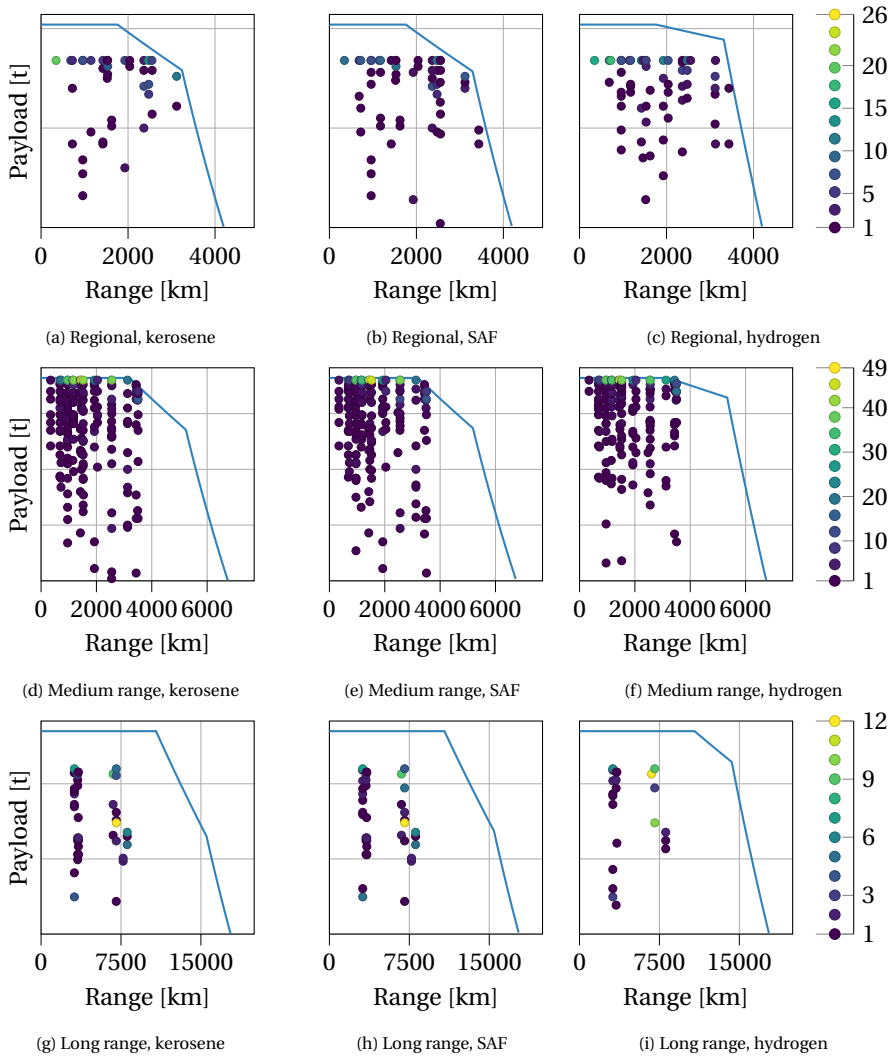 26
20
15
10
5
1
Payload [t]
0 2000 4000
0 2000 4000
0 2000 4000
Range [km]
Range [km]
Range [km]
(a) Regional, kerosene
(b) Regional, SAF
(c) Regional, hydrogen
49
40
30
20
10
1
Payload [t]
0 2000 4000 6000
0 2000 4000 6000
0 2000 4000 6000
Range [km]
Range [km]
Range [km]
(d) Medium range, kerosene
(e) Medium range, SAF
(f) Medium range, hydrogen
12
9
6
3
1
Payload [t]
0 7500 15000
0 7500 15000
0 7500 15000
Range [km]
Range [km]
Range [km]
(g) Long range, kerosene
(h) Long range, SAF
(i) Long range, hydrogen